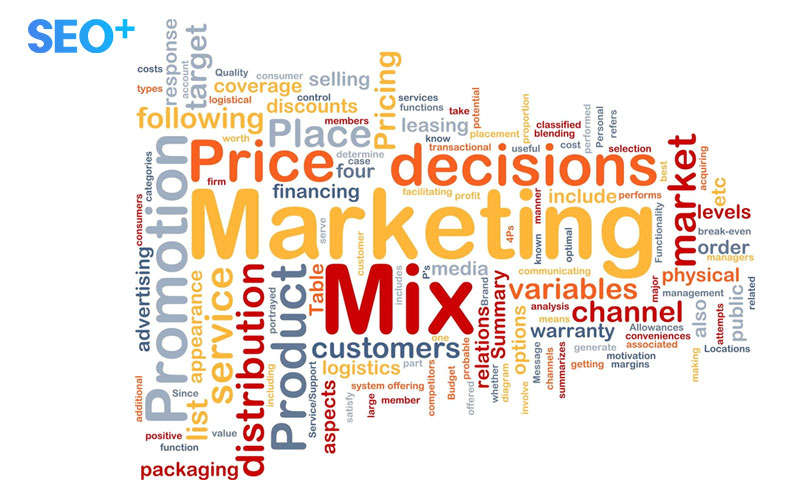 SEO+
costs
types
response
account
target
Quality
consumer
selling
coverage
logistical
control
discounts
members
following
worth
Place
Pricing
services
functions
take
potential
leasing
know
transactional
placement
useful
proportion
classified
blending
cost
performed
Personal
refers
selection
Price
determine
case
four
firm
financing
decisions
facilitating
profit
best
include
performs
market
acquiring
etc
levels
break-even
order
managers
physical
management
categories
consumers
Promotion
Marketing
serve
customer
4Ps
known
manner
optimal
Functionality
advertising
appearance
service
distribution
portrayed
Product
Table
Mix
includes
P's
media
Brand
communicating
variables
major
analysis
channel
means
warranty
Allowances
conveniences
associated
also
public
attempts
related
Locations
customers
one
relations
Summary
options
Message
generate
motivation
margins
getting
making
additional
Since
list
including
Service/Support
logistics
part
system offering
competitors
Budget
probable
offered
whether
diagram
involve
channels
summarizes
positive
function
value
aspects
satisfy
large
member
packaging